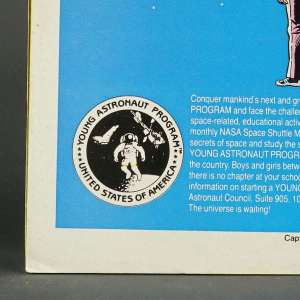 Conquer mankind's next and gr
PROGRAM and face the challe
space-related, educational activ
monthly NASA Space Shuttle M
secrets of space and study the s
YOUNG ASTRONAUT PROGRA
the country. Boys and girls betwe
there is no chapter at your schoo
information on starting a YOUNG
Astronaut Council, Suite 905, 10
The universe is waiting!
YOUNG ASTRONAUT PROGRAM™
UNITED STATES OF AMERICA
Cap